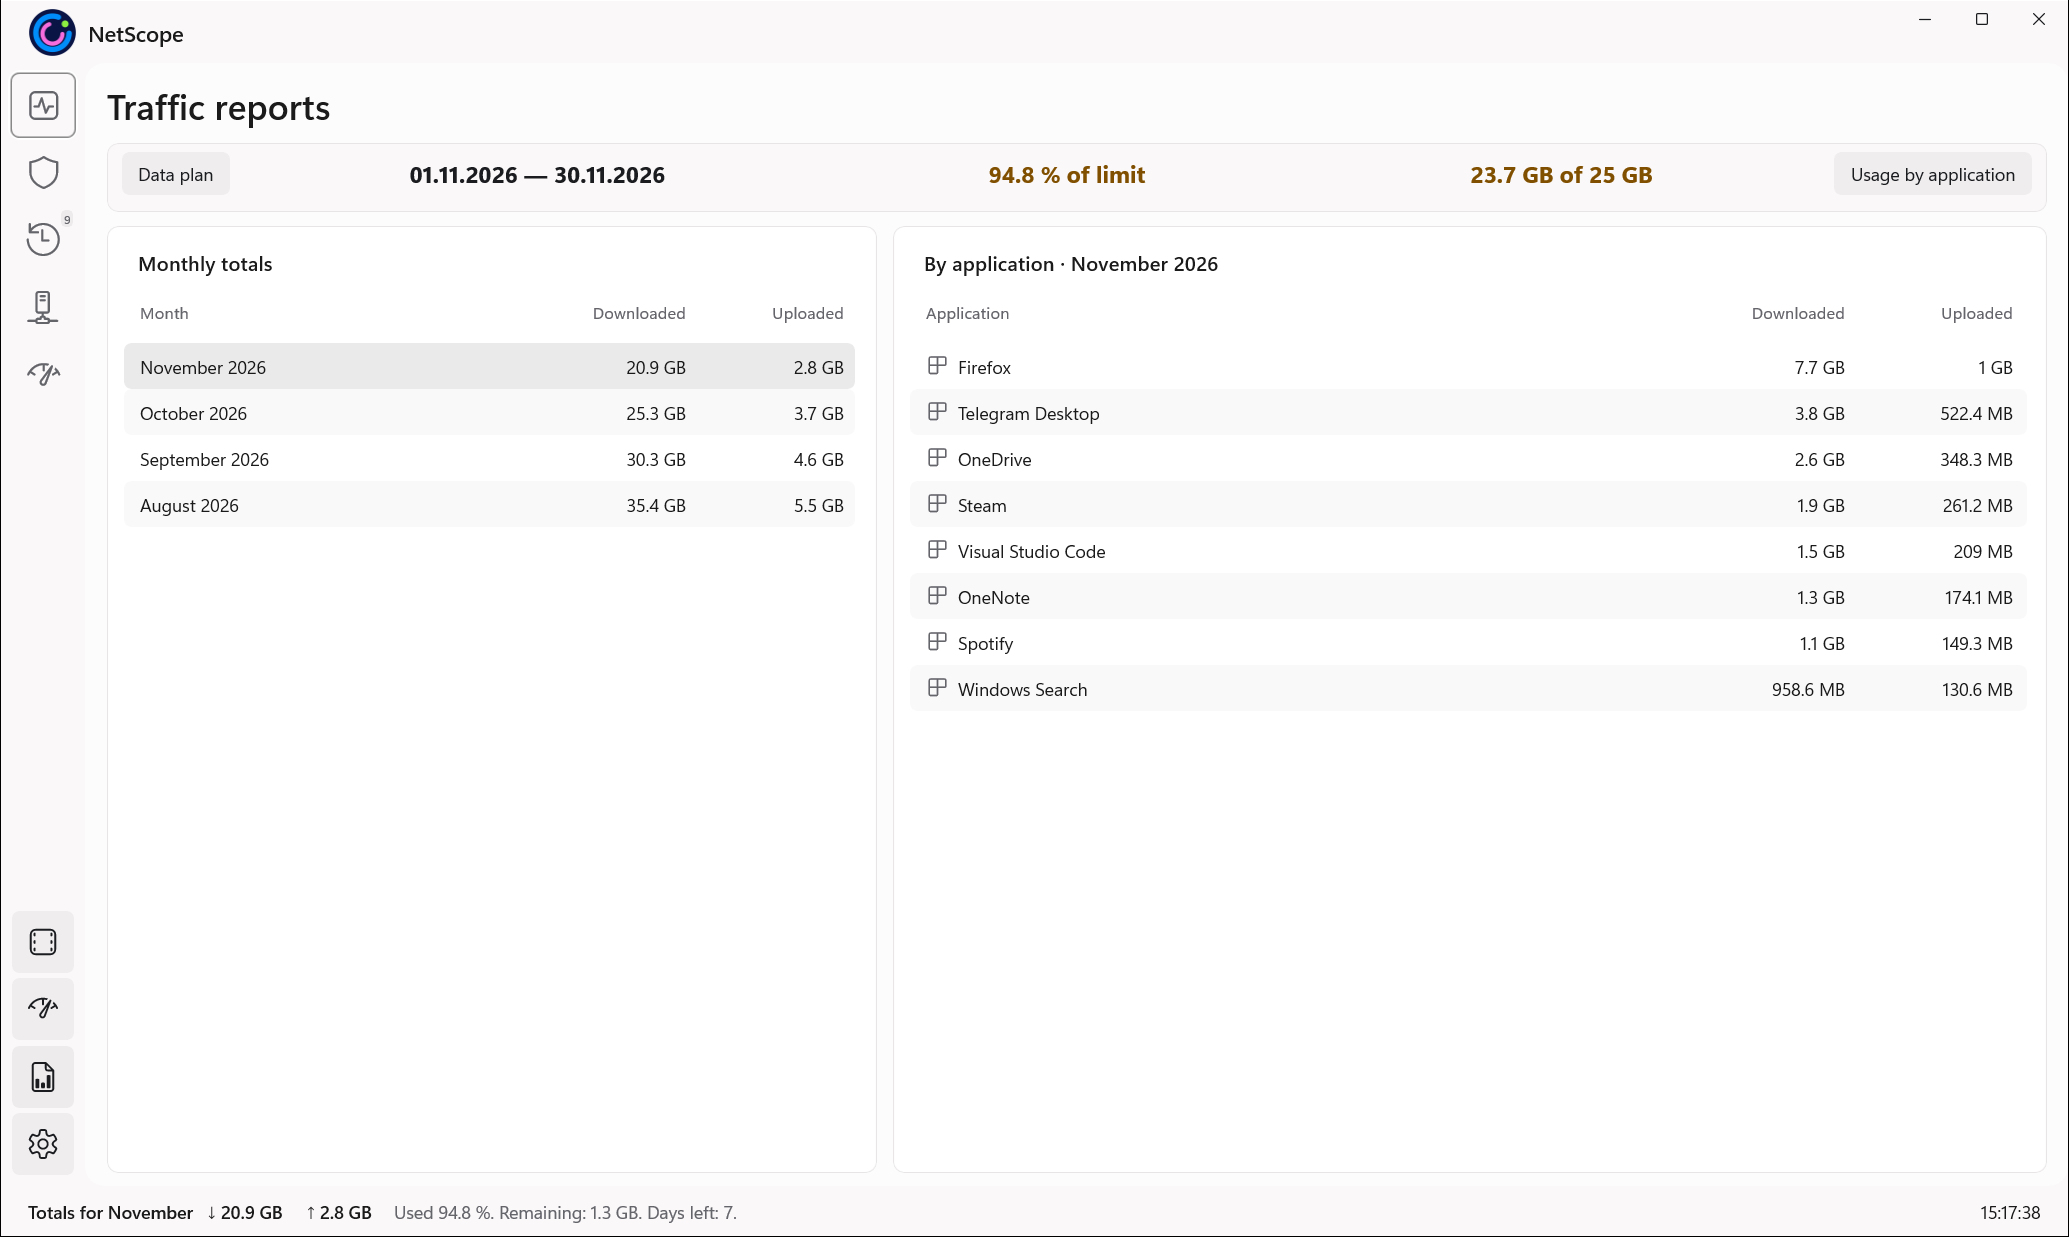 NetScope
Traffic reports
Data plan 01.11.2026 — 30.11.2026 94.8 % of limit 23.7 GB of 25 GB Usage by application
9
Monthly totals
Month Downloaded Uploaded
November 2026 20.9 GB 2.8 GB
October 2026 25.3 GB 3.7 GB
September 2026 30.3 GB 4.6 GB
August 2026 35.4 GB 5.5 GB
By application · November 2026
Application Downloaded Uploaded
Firefox 7.7 GB 1 GB
Telegram Desktop 3.8 GB 522.4 MB
OneDrive 2.6 GB 348.3 MB
Steam 1.9 GB 261.2 MB
Visual Studio Code 1.5 GB 209 MB
OneNote 1.3 GB 174.1 MB
Spotify 1.1 GB 149.3 MB
Windows Search 958.6 MB 130.6 MB
Totals for November ↓ 20.9 GB ↑ 2.8 GB Used 94.8 %. Remaining: 1.3 GB. Days left: 7. 15:17:38